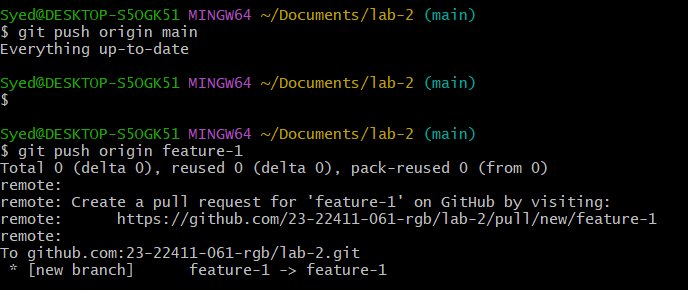 Syed@DESKTOP-S5OGK51 MINGW64 ~/Documents/lab-2 (main)
$ git push origin main
Everything up-to-date

Syed@DESKTOP-S5OGK51 MINGW64 ~/Documents/lab-2 (main)
$

Syed@DESKTOP-S5OGK51 MINGW64 ~/Documents/lab-2 (main)
$ git push origin feature-1
Total 0 (delta 0), reused 0 (delta 0), pack-reused 0 (from 0)
remote:
remote: Create a pull request for 'feature-1' on GitHub by visiting:
remote:      https://github.com/23-22411-061-rgb/lab-2/pull/new/feature-1
remote:
To github.com:23-22411-061-rgb/lab-2.git
 * [new branch]      feature-1 -> feature-1